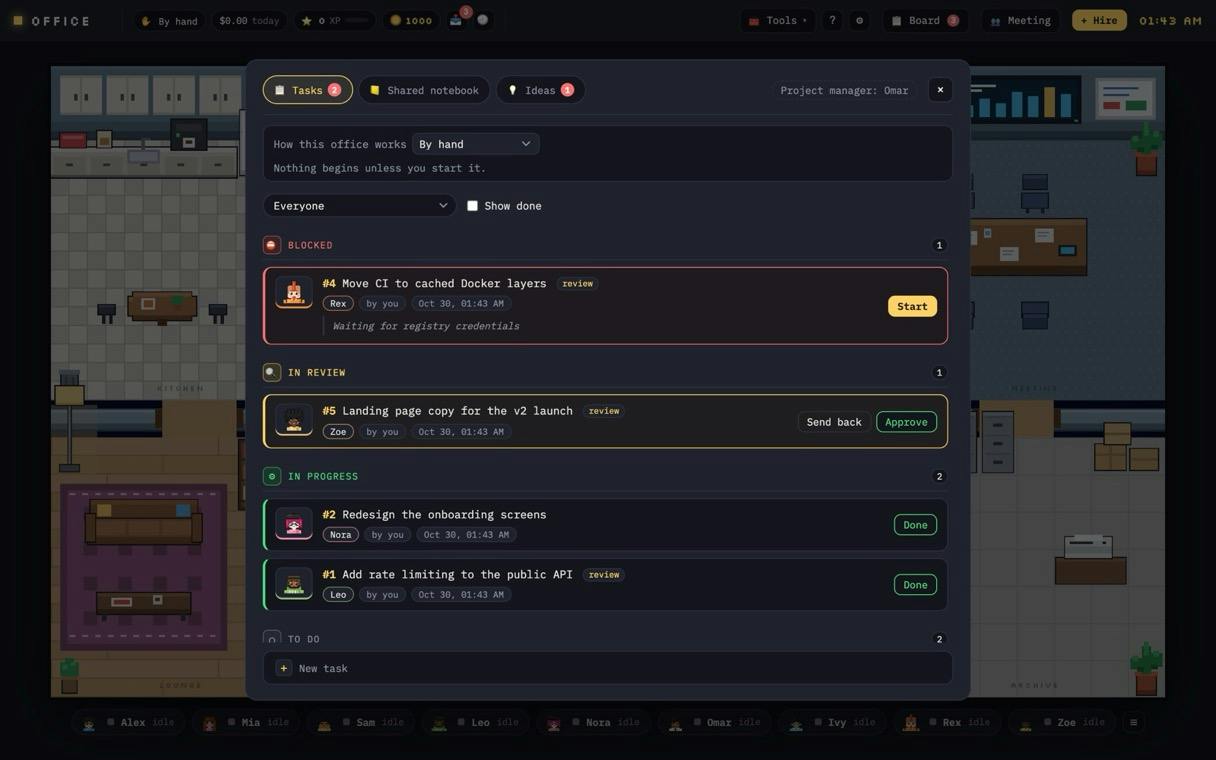 OFFICE By hand $0.00 today 0 XP 1000 3 Tools ? Board 3 Meeting + Hire 01:43 AM
Tasks 2 Shared notebook Ideas 1 Project manager: Omar ×
How this office works By hand
Nothing begins unless you start it.
Everyone Show done
BLOCKED 1
#4 Move CI to cached Docker layers review
Rex by you Oct 30, 01:43 AM
Start
Waiting for registry credentials
IN REVIEW 1
#5 Landing page copy for the v2 launch review
Zoe by you Oct 30, 01:43 AM
Send back Approve
IN PROGRESS 2
#2 Redesign the onboarding screens
Nora by you Oct 30, 01:43 AM
Done
#1 Add rate limiting to the public API review
Leo by you Oct 30, 01:43 AM
Done
TO DO 2
+ New task
KITCHEN
MEETING
LOUNGE
ARCHIVE
Alex idle Mia idle Sam idle Leo idle Nora idle Omar idle Ivy idle Rex idle Zoe idle